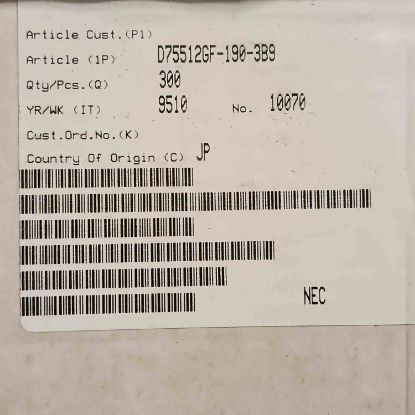 Article Cust.(P1)
Article (1P) D75512GF-190-3B9
Qty/Pcs.(Q) 300
YR/WK (IT) 9510 No. 10070
Cust.Ord.No.(K)
Country Of Origin (C) JP
NEC